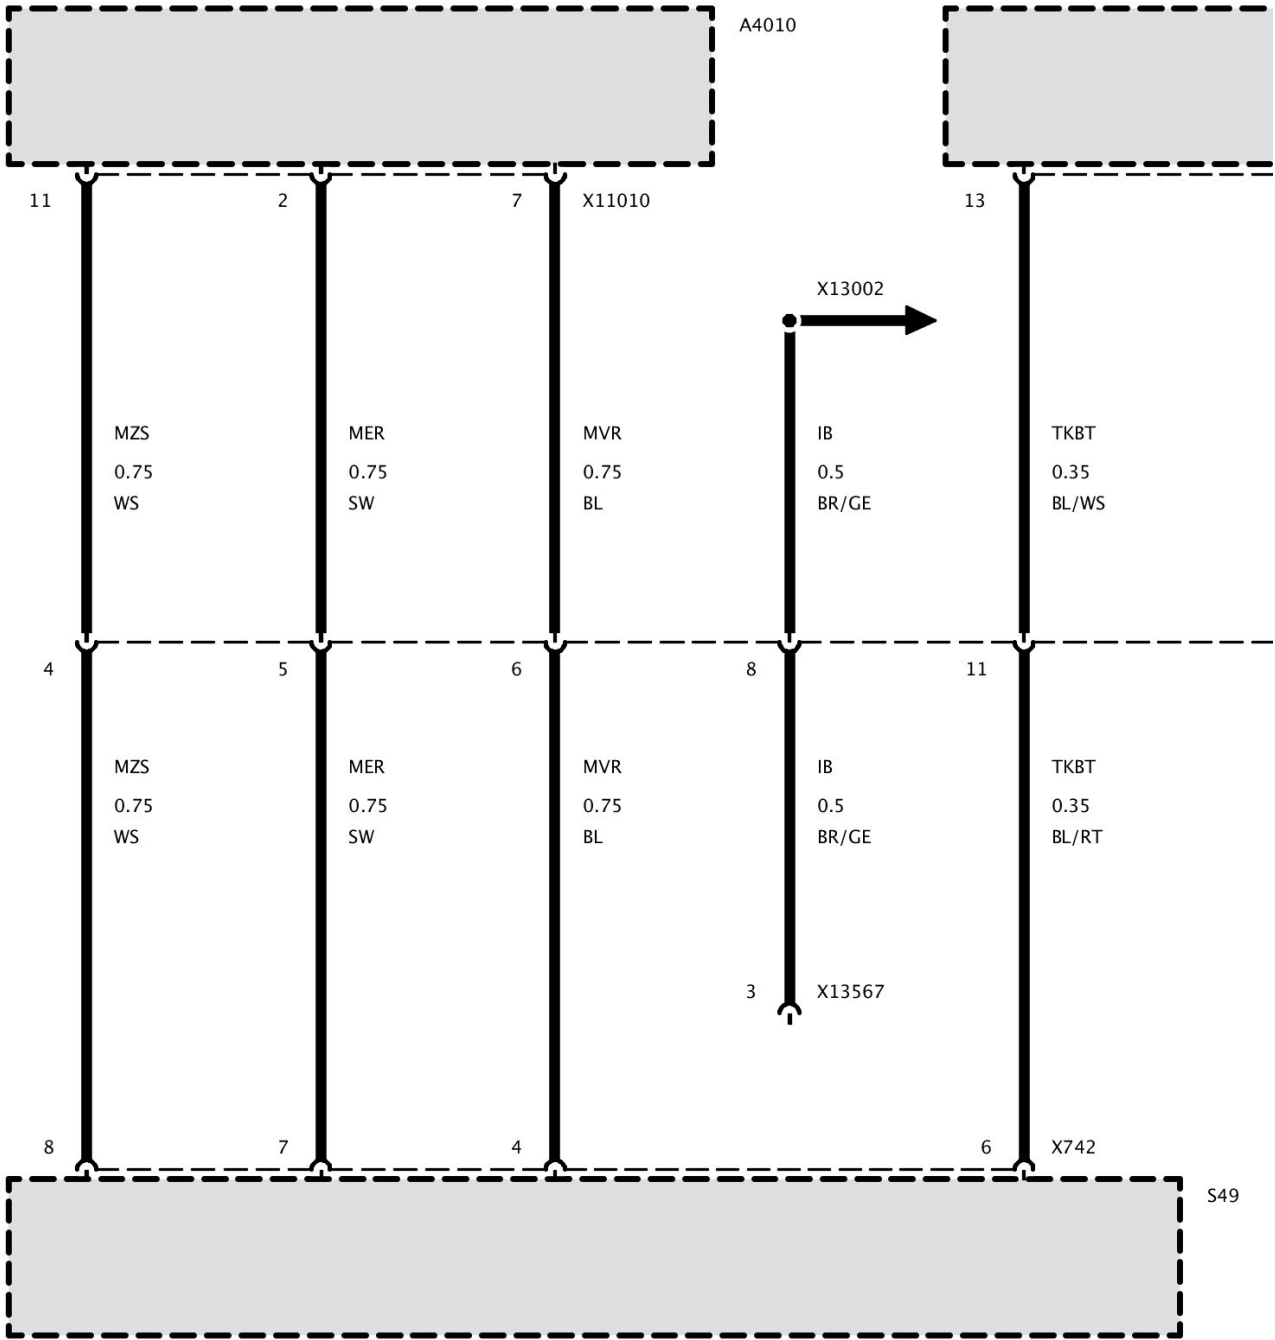 A4010
11
2
7
X11010
13
X13002
MZS
MER
MVR
IB
TKBT
0.75
0.75
0.75
0.5
0.35
WS
SW
BL
BR/GE
BL/WS
4
5
6
8
11
MZS
MER
MVR
IB
TKBT
0.75
0.75
0.75
0.5
0.35
WS
SW
BL
BR/GE
BL/RT
3
X13567
8
7
4
6
X742
S49